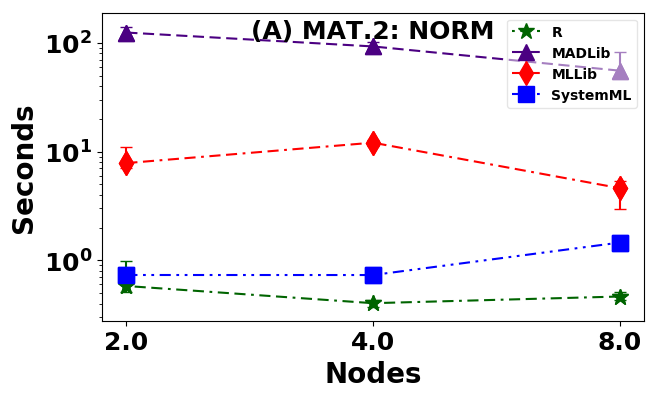 (A) MAT.2: NORM
R
MADLib
MLLib
SystemML
Seconds
10²
10¹
10⁰
2.0 4.0 8.0
Nodes